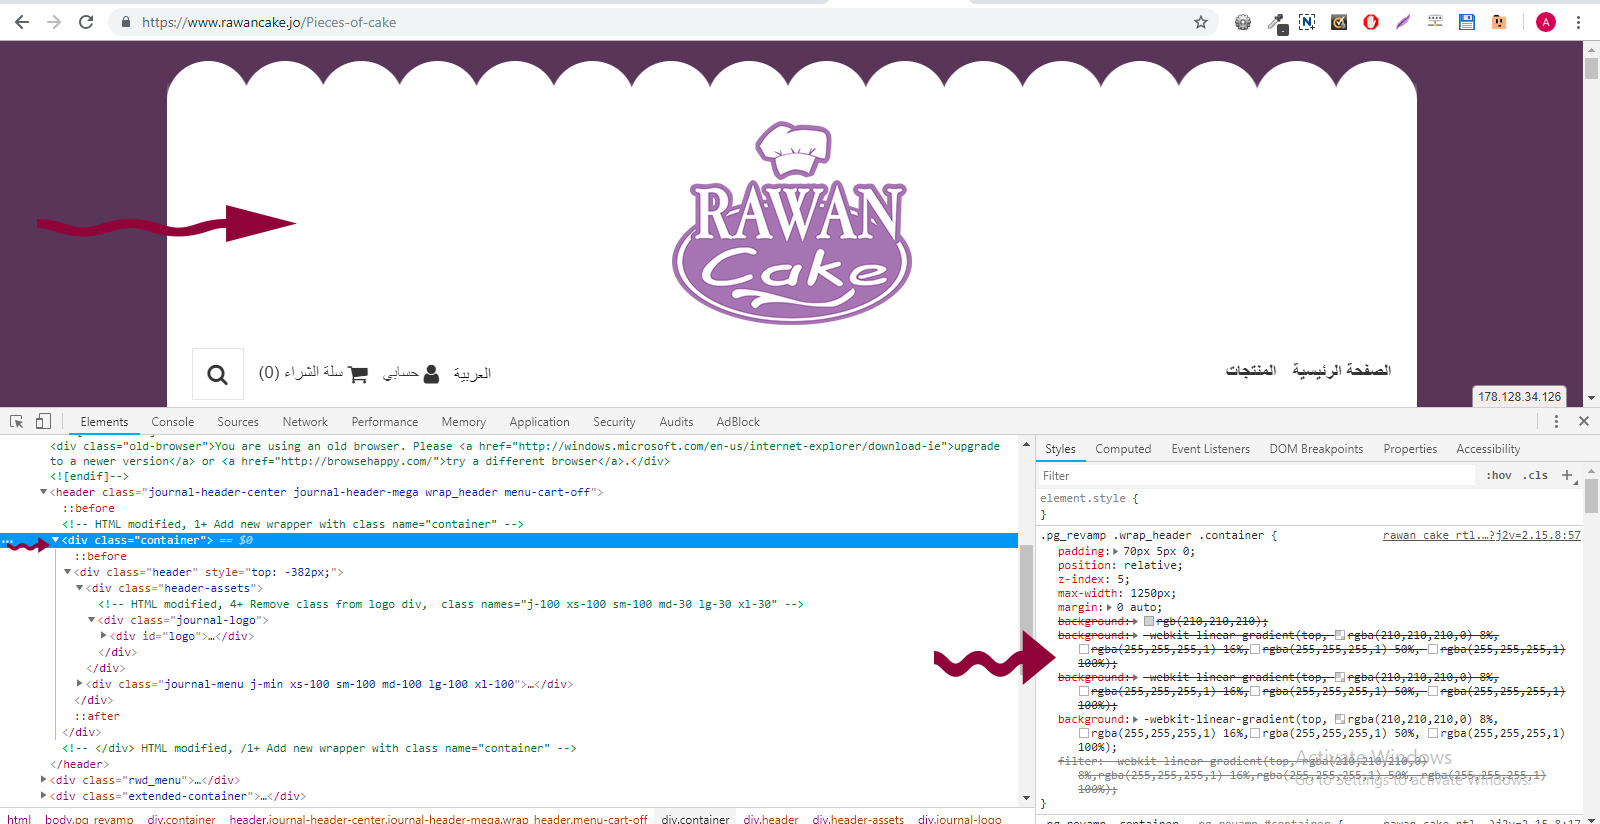 https://www.rawancake.jo/Pieces-of-cake
A
RAWAN
Cake
الصفحة الرئيسية
المنتجات
العربية
حسابي
سلة الشراء (0)
178.128.34.126
Elements Console Sources Network Performance Memory Application Security Audits AdBlock
<div class="old-browser">You are using an old browser. Please <a href="http://windows.microsoft.com/en-us/internet-explorer/download-ie">upgrade
to a newer version</a> or <a href="http://browsehappy.com/">try a different browser</a>.</div>
<![endif]-->
<header class="journal-header-center journal-header-mega wrap_header menu-cart-off">
::before
<!-- HTML modified, 1+ Add new wrapper with class name="container" -->
... <div class="container"> == $0
::before
<div class="header" style="top: -382px;">
<div class="header-assets">
<!-- HTML modified, 4+ Remove class from logo div,  class names="j-100 xs-100 sm-100 md-30 lg-30 xl-30" -->
<div class="journal-logo">
<div id="logo">…</div>
</div>
</div>
<div class="journal-menu j-min xs-100 sm-100 md-100 lg-100 xl-100">…</div>
</div>
::after
</div>
<!-- </div> HTML modified, /1+ Add new wrapper with class name="container" -->
</header>
<div class="rwd_menu">…</div>
<div class="extended-container">…</div>
html body.pg_revamp div.container header.journal-header-center.journal-header-mega.wrap_header.menu-cart-off div.container div.header div.header-assets div.journal-logo
Styles Computed Event Listeners DOM Breakpoints Properties Accessibility
Filter :hov .cls +
element.style {
}
.pg_revamp .wrap_header .container { rawan_cake_rtl.…?j2v=2.15.8:57
padding: 70px 5px 0;
position: relative;
z-index: 5;
max-width: 1250px;
margin: 0 auto;
background: rgb(210,210,210);
background: -webkit-linear-gradient(top, rgba(210,210,210,0) 8%,
rgba(255,255,255,1) 16%, rgba(255,255,255,1) 50%, rgba(255,255,255,1)
100%);
background: -webkit-linear-gradient(top, rgba(210,210,210,0) 8%,
rgba(255,255,255,1) 16%, rgba(255,255,255,1) 50%, rgba(255,255,255,1)
100%);
background: -webkit-linear-gradient(top, rgba(210,210,210,0) 8%,
rgba(255,255,255,1) 16%, rgba(255,255,255,1) 50%, rgba(255,255,255,1)
100%);
filter: -webkit-linear-gradient(top, rgba(210,210,210,0)
8%,rgba(255,255,255,1) 16%,rgba(255,255,255,1) 50%, rgba(255,255,255,1)
100%);
}
Activate Windows
Go to Settings to activate Windows.
.pg_revamp .container, .pg_revamp #container { rawan_cake_rtl.…?j2v=2.15.8:17